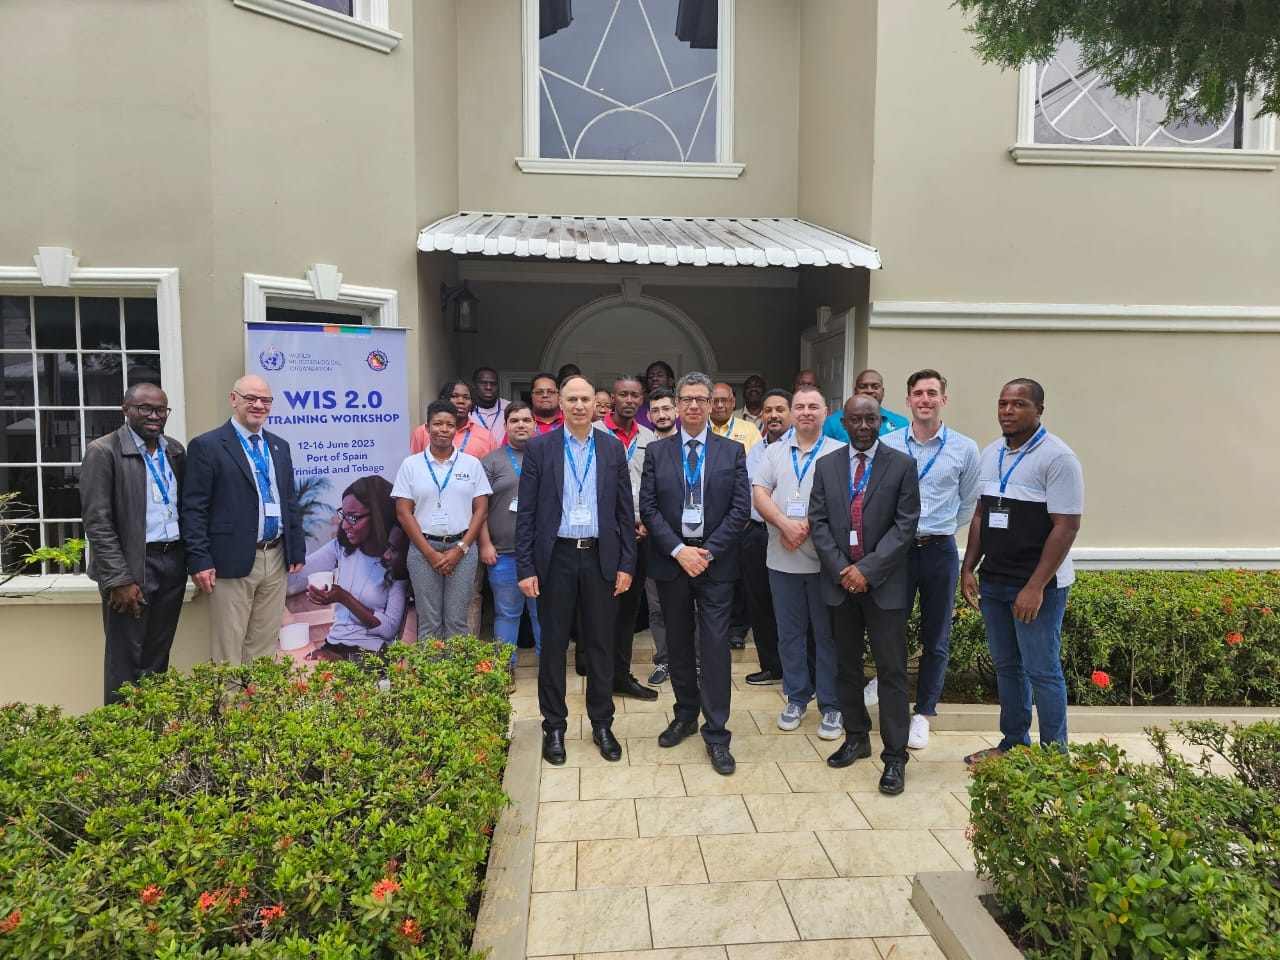 WORLD
METEOROLOGICAL
ORGANIZATION
WIS 2.0
TRAINING WORKSHOP
12-16 June 2023
Port of Spain
Trinidad and Tobago